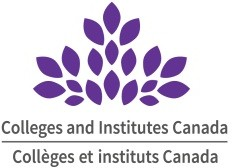 Colleges and Institutes Canada
Collèges et instituts Canada